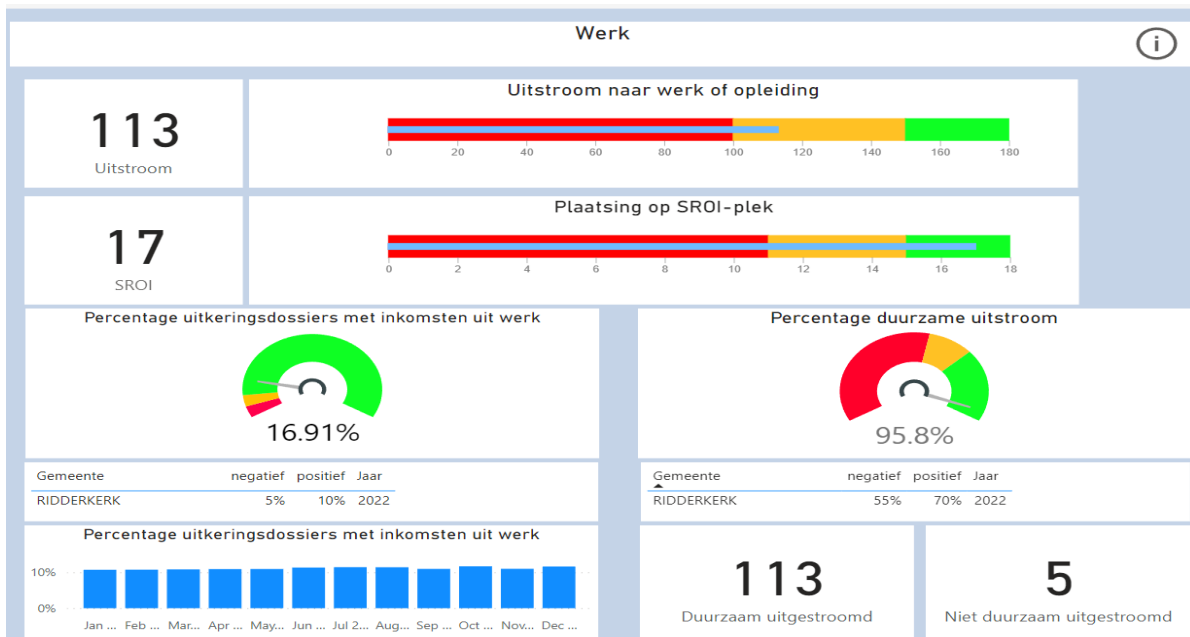 Werk
i
113
Uitstroom
Uitstroom naar werk of opleiding
0 20 40 60 80 100 120 140 160 180
17
SROI
Plaatsing op SROI-plek
0 2 4 6 8 10 12 14 16 18
Percentage uitkeringsdossiers met inkomsten uit werk
16.91%
Gemeente negatief positief Jaar
RIDDERKERK 5% 10% 2022
Percentage duurzame uitstroom
95.8%
Gemeente negatief positief Jaar
RIDDERKERK 55% 70% 2022
Percentage uitkeringsdossiers met inkomsten uit werk
10%
0%
Jan ... Feb ... Mar... Apr ... May... Jun ... Jul 2... Aug... Sep ... Oct ... Nov... Dec ...
113
Duurzaam uitgestroomd
5
Niet duurzaam uitgestroomd